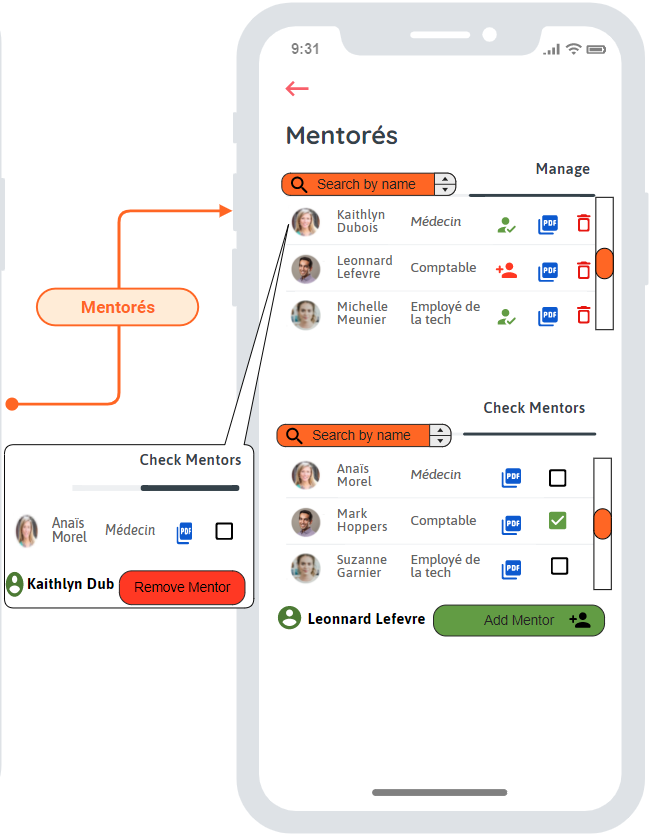 9:31
Mentorés
Manage
Search by name
Kaithlyn
Dubois
Médecin
PDF
Leonnard
Lefevre
Comptable
PDF
Michelle
Meunier
Employé de
la tech
PDF
Mentorés
Check Mentors
Search by name
Anaïs
Morel
Médecin
PDF
Mark
Hoppers
Comptable
PDF
Suzanne
Garnier
Employé de
la tech
PDF
Leonnard Lefevre
Add Mentor
Check Mentors
Anaïs
Morel
Médecin
PDF
Kaithlyn Dub
Remove Mentor